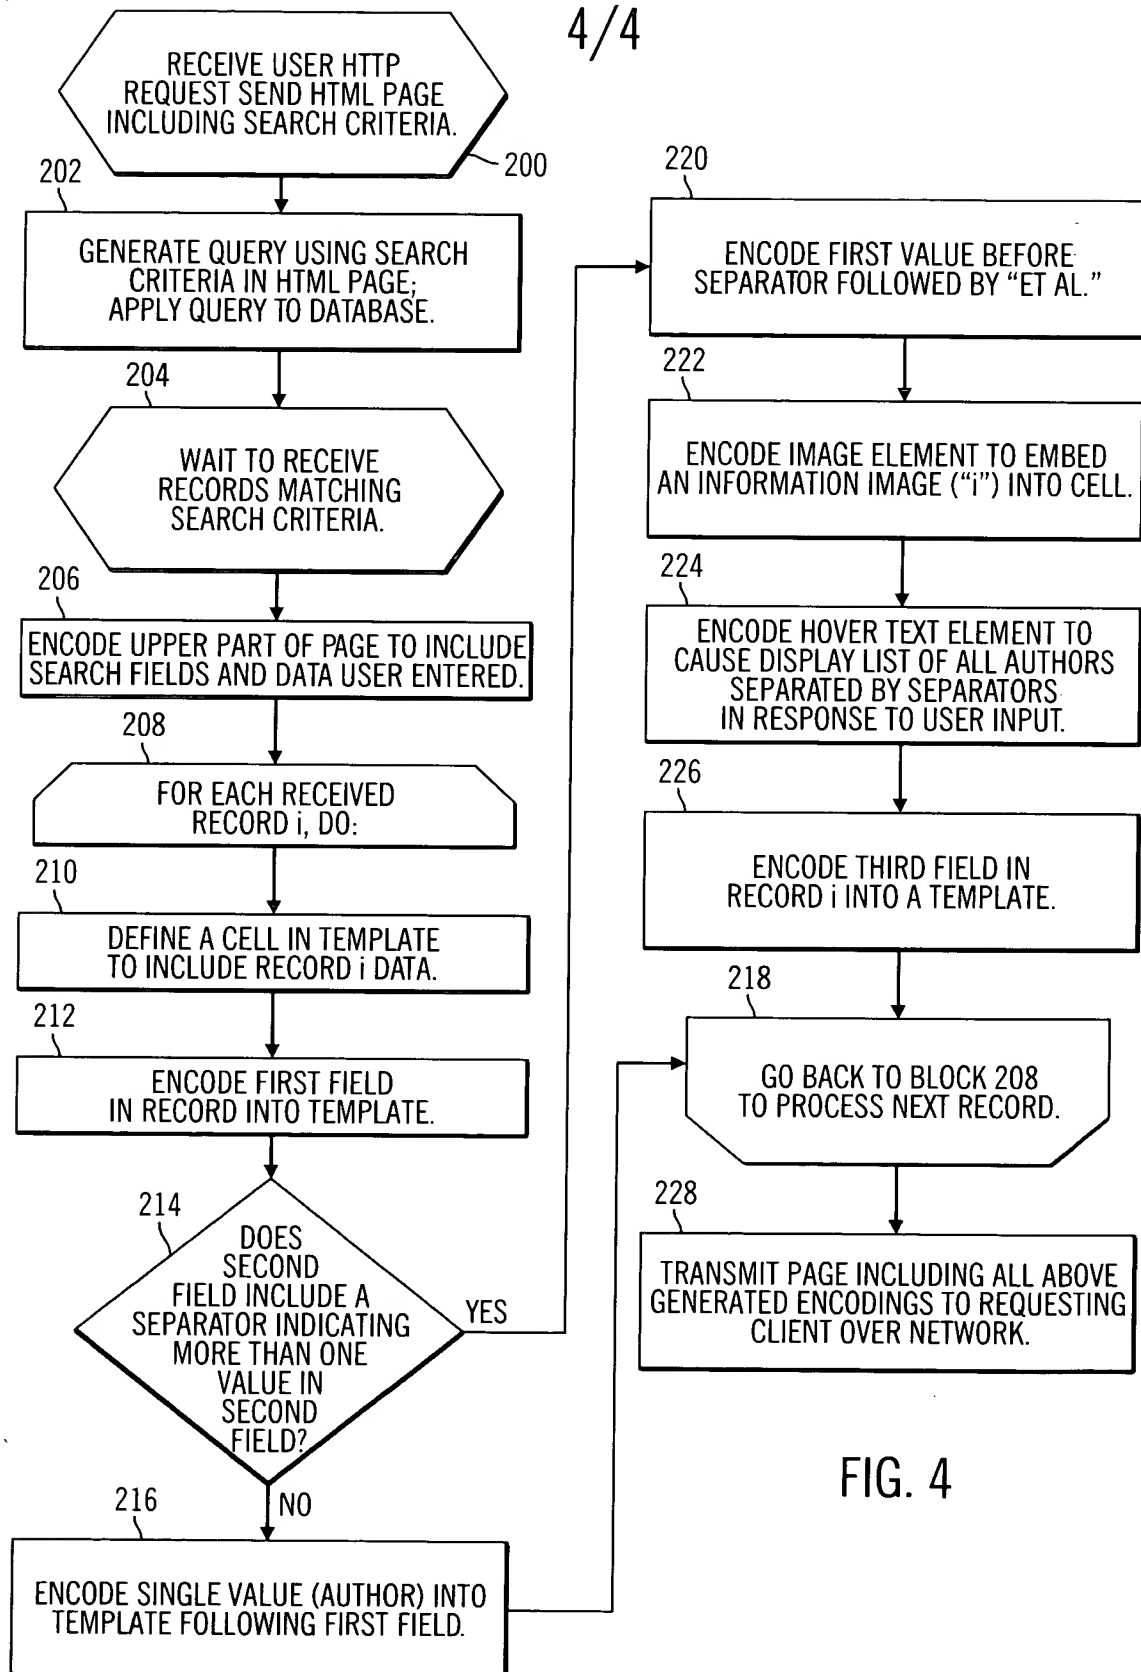 4/4
RECEIVE USER HTTP
REQUEST SEND HTML PAGE
INCLUDING SEARCH CRITERIA.
200
202
GENERATE QUERY USING SEARCH
CRITERIA IN HTML PAGE;
APPLY QUERY TO DATABASE.
204
WAIT TO RECEIVE
RECORDS MATCHING
SEARCH CRITERIA.
206
ENCODE UPPER PART OF PAGE TO INCLUDE
SEARCH FIELDS AND DATA USER ENTERED.
208
FOR EACH RECEIVED
RECORD i, DO:
210
DEFINE A CELL IN TEMPLATE
TO INCLUDE RECORD i DATA.
212
ENCODE FIRST FIELD
IN RECORD INTO TEMPLATE.
214
DOES
SECOND
FIELD INCLUDE A
SEPARATOR INDICATING
MORE THAN ONE
VALUE IN
SECOND
FIELD?
YES
NO
216
ENCODE SINGLE VALUE (AUTHOR) INTO
TEMPLATE FOLLOWING FIRST FIELD.
220
ENCODE FIRST VALUE BEFORE
SEPARATOR FOLLOWED BY “ET AL.”
222
ENCODE IMAGE ELEMENT TO EMBED
AN INFORMATION IMAGE (“i”) INTO CELL.
224
ENCODE HOVER TEXT ELEMENT TO
CAUSE DISPLAY LIST OF ALL AUTHORS
SEPARATED BY SEPARATORS
IN RESPONSE TO USER INPUT.
226
ENCODE THIRD FIELD IN
RECORD i INTO A TEMPLATE.
218
GO BACK TO BLOCK 208
TO PROCESS NEXT RECORD.
228
TRANSMIT PAGE INCLUDING ALL ABOVE
GENERATED ENCODINGS TO REQUESTING
CLIENT OVER NETWORK.
FIG. 4